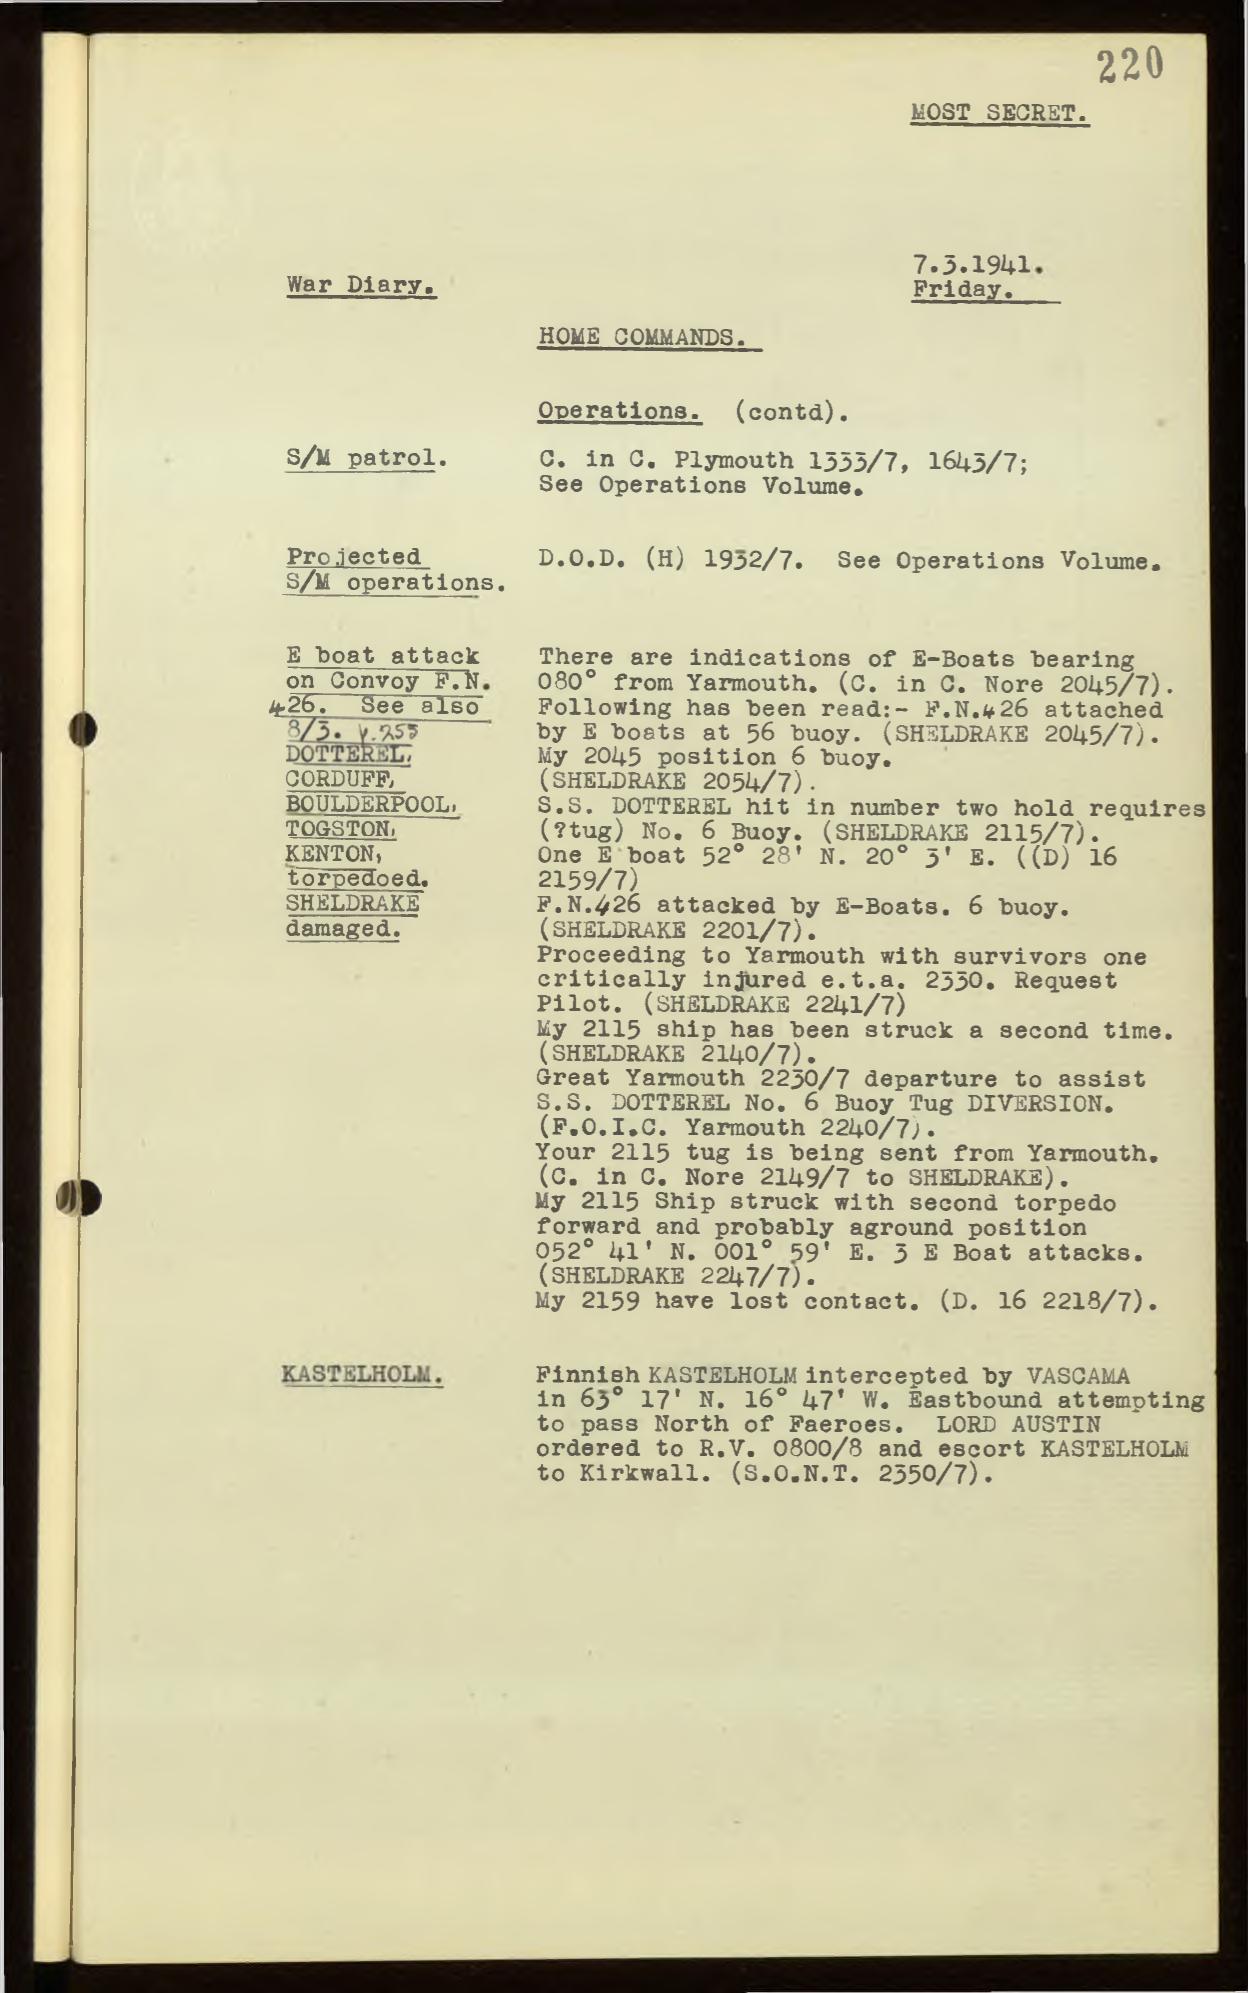 220
MOST SECRET.
7.3.1941.
War Diary.
Friday.
HOME COMMANDS.
Operations. (contd).
S/M patrol.
C. in C. Plymouth 1333/7, 1643/7;
See Operations Volume.
Projected
S/M operations.
D.O.D. (H) 1932/7. See Operations Volume.
E boat attack
on Convoy F.N.
426. See also
8/3. p.253
DOTTEREL,
CORDUFF,
BOULDERPOOL,
TOGSTON,
KENTON,
torpedoed.
SHELDRAKE
damaged.
There are indications of E-Boats bearing
080° from Yarmouth. (C. in C. Nore 2045/7).
Following has been read:- F.N.426 attached
by E boats at 56 buoy. (SHELDRAKE 2045/7).
My 2045 position 6 buoy.
(SHELDRAKE 2054/7).
S.S. DOTTEREL hit in number two hold requires
(?tug) No. 6 Buoy. (SHELDRAKE 2115/7).
One E boat 52° 28' N. 20° 3' E. ((D) 16
2159/7)
F.N.426 attacked by E-Boats. 6 buoy.
(SHELDRAKE 2201/7).
Proceeding to Yarmouth with survivors one
critically injured e.t.a. 2330. Request
Pilot. (SHELDRAKE 2241/7)
My 2115 ship has been struck a second time.
(SHELDRAKE 2140/7).
Great Yarmouth 2230/7 departure to assist
S.S. DOTTEREL No. 6 Buoy Tug DIVERSION.
(F.O.I.C. Yarmouth 2240/7).
Your 2115 tug is being sent from Yarmouth.
(C. in C. Nore 2149/7 to SHELDRAKE).
My 2115 Ship struck with second torpedo
forward and probably aground position
052° 41' N. 001° 59' E. 3 E Boat attacks.
(SHELDRAKE 2247/7).
My 2159 have lost contact. (D. 16 2218/7).
KASTELHOLM.
Finnish KASTELHOLM intercepted by VASCAMA
in 63° 17' N. 16° 47' W. Eastbound attempting
to pass North of Faeroes. LORD AUSTIN
ordered to R.V. 0800/8 and escort KASTELHOLM
to Kirkwall. (S.O.N.T. 2350/7).